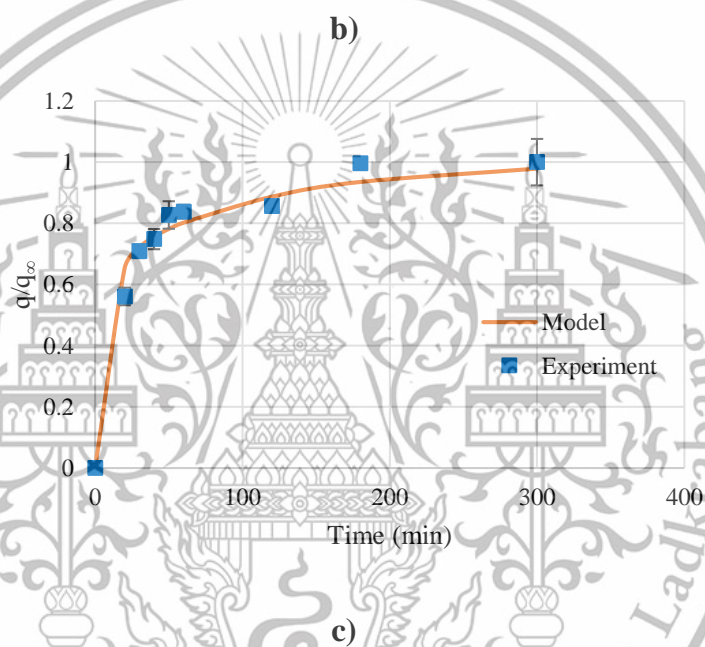 b)
1.2
1
0.8
0.6
0.4
0.2
0
q/q∞
0
100
200
300
400
Time (min)
Model
Experiment
c)
Ladkrabang